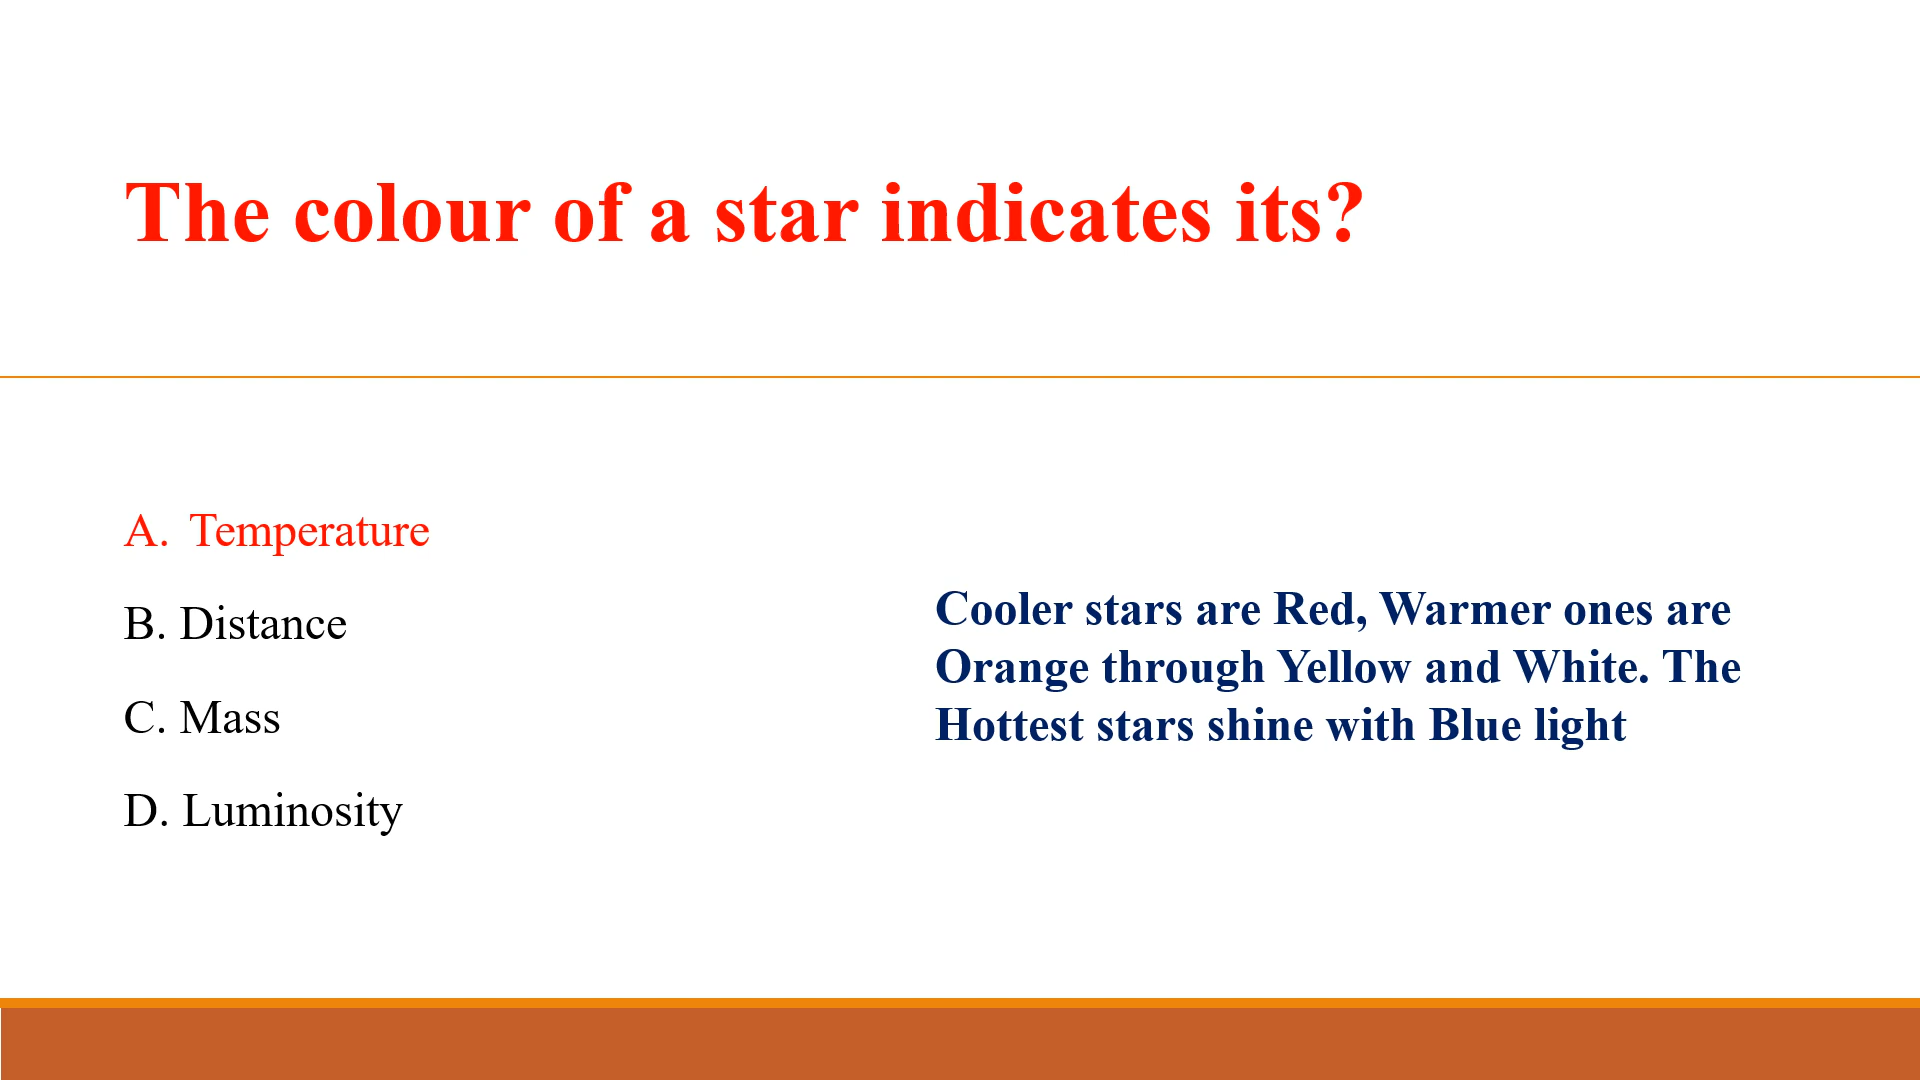 The colour of a star indicates its?
A. Temperature
B. Distance
C. Mass
D. Luminosity
Cooler stars are Red, Warmer ones are
Orange through Yellow and White. The
Hottest stars shine with Blue light